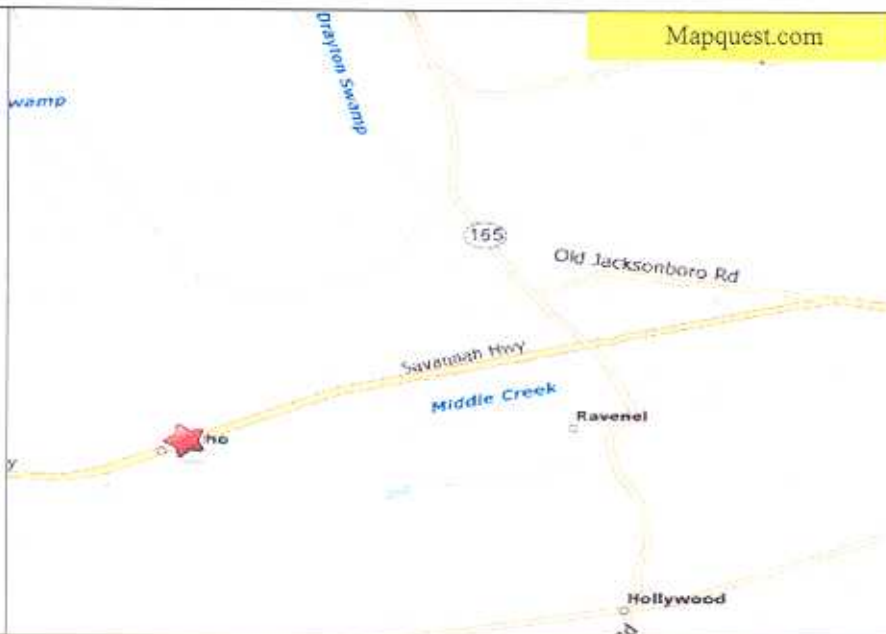 Mapquest.com
Drayton Swamp
wamp
165
Old Jacksonboro Rd
Savannah Hwy
Middle Creek
Ravenel
ho
y
Hollywood